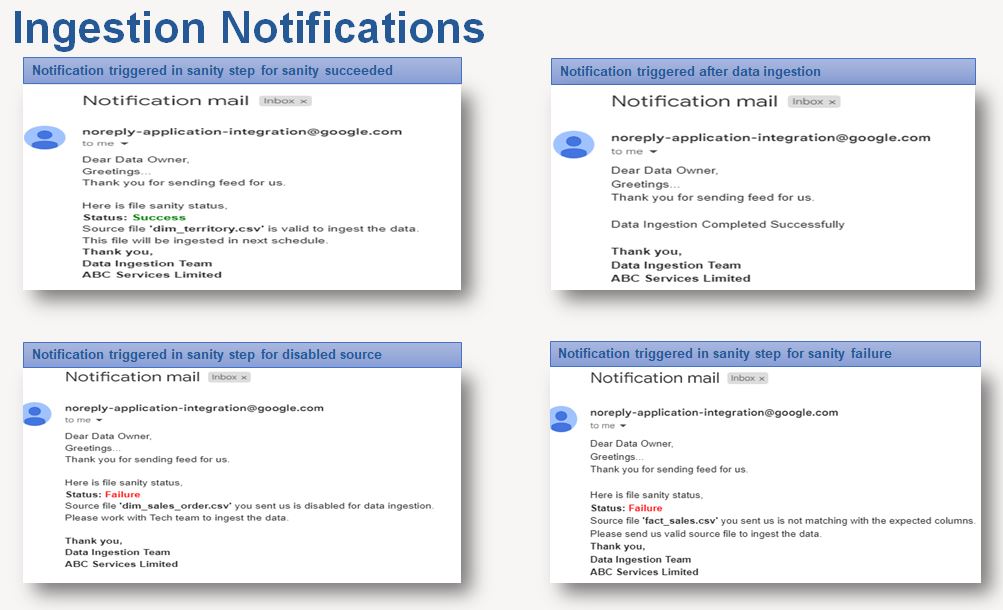 Ingestion Notifications
Notification triggered in sanity step for sanity succeeded
Notification mail Inbox ×
noreply-application-integration@google.com
to me
Dear Data Owner,
Greetings...
Thank you for sending feed for us.
Here is file sanity status,
Status: Success
Source file 'dim_territory.csv' is valid to ingest the data.
This file will be ingested in next schedule.
Thank you,
Data Ingestion Team
ABC Services Limited
Notification triggered after data ingestion
Notification mail Inbox ×
noreply-application-integration@google.com
to me
Dear Data Owner,
Greetings...
Thank you for sending feed for us.
Data Ingestion Completed Successfully
Thank you,
Data Ingestion Team
ABC Services Limited
Notification triggered in sanity step for disabled source
Notification mail Inbox ×
noreply-application-integration@google.com
to me
Dear Data Owner,
Greetings...
Thank you for sending feed for us.
Here is file sanity status,
Status: Failure
Source file 'dim_sales_order.csv' you sent us is disabled for data ingestion.
Please work with Tech team to ingest the data.
Thank you,
Data Ingestion Team
ABC Services Limited
Notification triggered in sanity step for sanity failure
Notification mail Inbox ×
noreply-application-integration@google.com
to me
Dear Data Owner,
Greetings...
Thank you for sending feed for us.
Here is file sanity status,
Status: Failure
Source file 'fact_sales.csv' you sent us is not matching with the expected columns.
Please send us valid source file to ingest the data.
Thank you,
Data Ingestion Team
ABC Services Limited